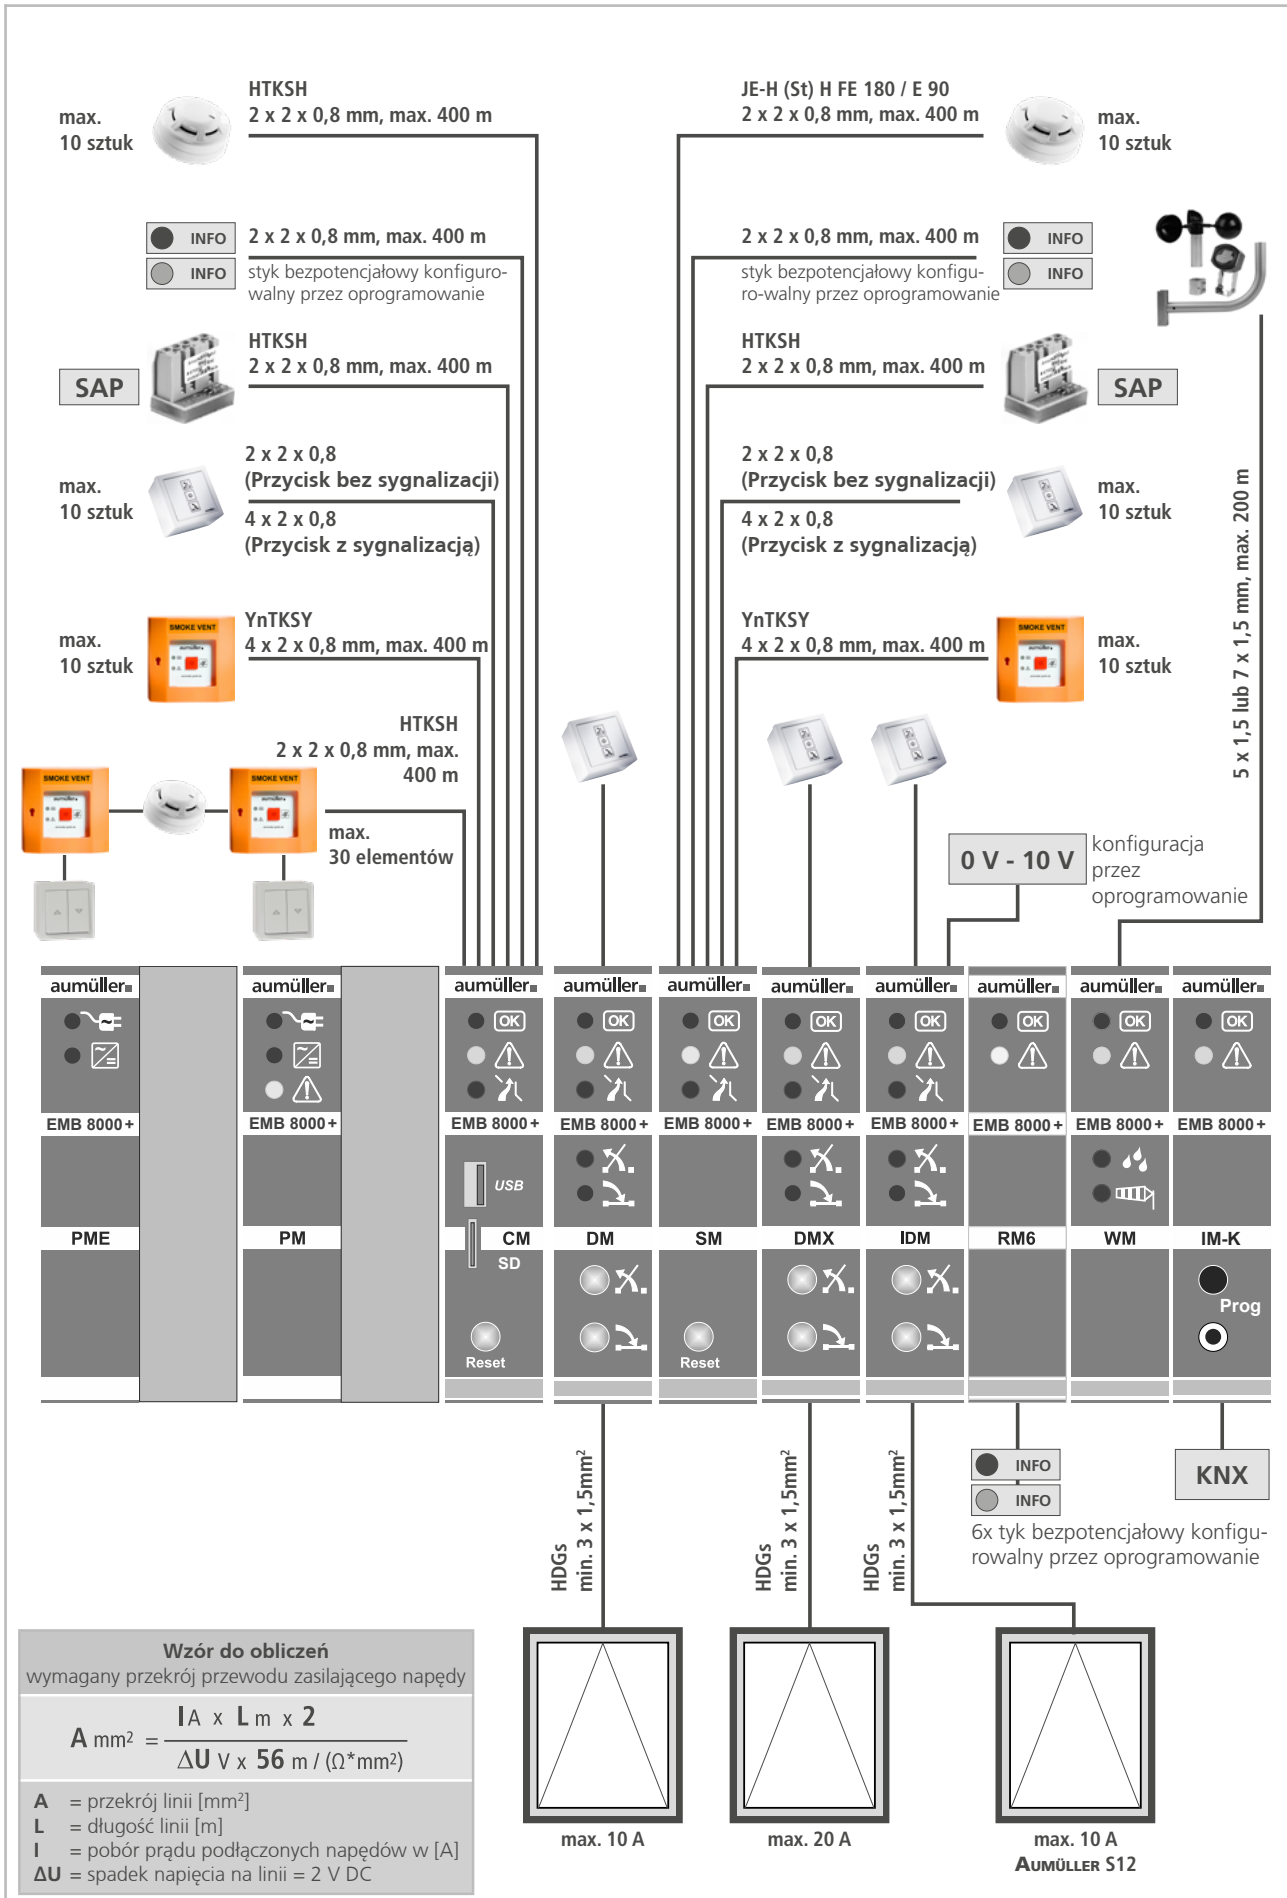 HTKSH
2 x 2 x 0,8 mm, max. 400 m
max.
10 sztuk
JE-H (St) H FE 180 / E 90
2 x 2 x 0,8 mm, max. 400 m
max.
10 sztuk
INFO
INFO
2 x 2 x 0,8 mm, max. 400 m
styk bezpotencjałowy konfiguro-
walny przez oprogramowanie
2 x 2 x 0,8 mm, max. 400 m
styk bezpotencjałowy konfigu-
ro-walny przez oprogramowanie
INFO
INFO
SAP
HTKSH
2 x 2 x 0,8 mm, max. 400 m
HTKSH
2 x 2 x 0,8 mm, max. 400 m
SAP
max.
10 sztuk
2 x 2 x 0,8
(Przycisk bez sygnalizacji)
4 x 2 x 0,8
(Przycisk z sygnalizacją)
2 x 2 x 0,8
(Przycisk bez sygnalizacji)
4 x 2 x 0,8
(Przycisk z sygnalizacją)
max.
10 sztuk
5 x 1,5 lub 7 x 1,5 mm, max. 200 m
max.
10 sztuk
SMOKE VENT
aumüller
YnTKSY
4 x 2 x 0,8 mm, max. 400 m
YnTKSY
4 x 2 x 0,8 mm, max. 400 m
SMOKE VENT
aumüller
max.
10 sztuk
HTKSH
2 x 2 x 0,8 mm, max.
400 m
SMOKE VENT
aumüller
SMOKE VENT
aumüller
max.
30 elementów
0 V - 10 V
konfiguracja
przez
oprogramowanie
aumüller
EMB 8000+
PME
aumüller
EMB 8000+
PM
aumüller
OK
EMB 8000+
USB
CM
SD
Reset
aumüller
OK
EMB 8000+
DM
aumüller
OK
EMB 8000+
SM
Reset
aumüller
OK
EMB 8000+
DMX
aumüller
OK
EMB 8000+
IDM
aumüller
OK
EMB 8000+
RM6
aumüller
OK
EMB 8000+
WM
aumüller
OK
EMB 8000+
IM-K
Prog
HDGs
min. 3 x 1,5mm²
HDGs
min. 3 x 1,5mm²
HDGs
min. 3 x 1,5mm²
INFO
INFO
6x tyk bezpotencjałowy konfigu-
rowalny przez oprogramowanie
KNX
max. 10 A
max. 20 A
max. 10 A
AUMÜLLER S12
Wzór do obliczeń
wymagany przekrój przewodu zasilającego napędy
A mm² = I A x L m x 2
ΔU V x 56 m / (Ω*mm²)
A = przekrój linii [mm²]
L = długość linii [m]
I = pobór prądu podłączonych napędów w [A]
ΔU = spadek napięcia na linii = 2 V DC